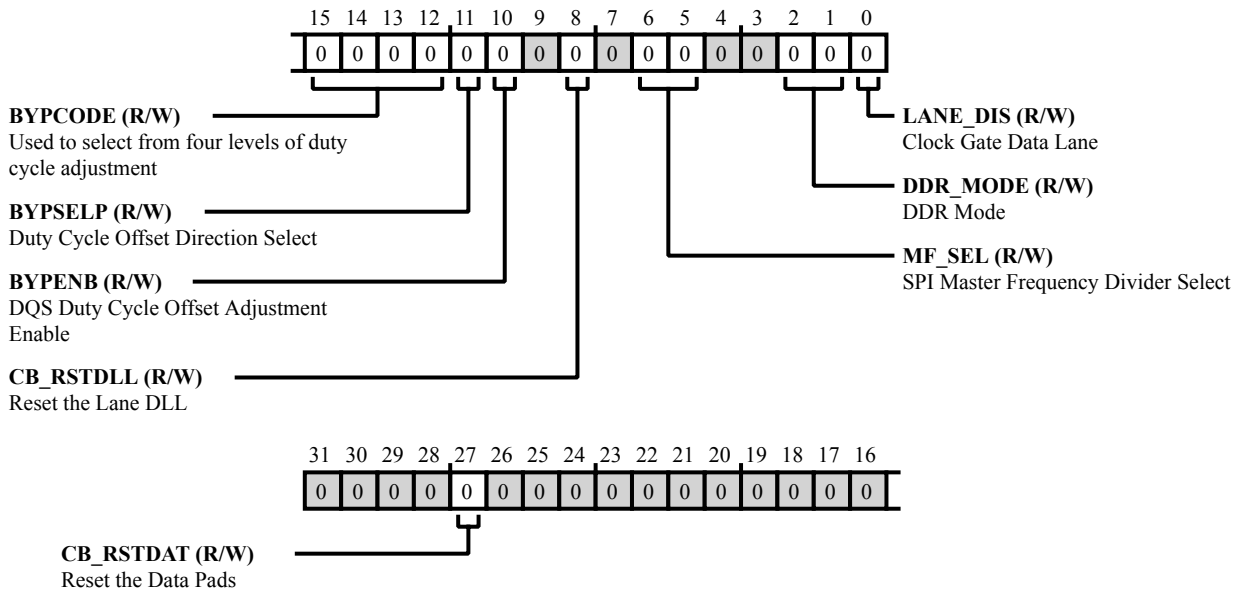 15 14 13 12 11 10 9 8 7 6 5 4 3 2 1 0
0 0 0 0 0 0 0 0 0 0 0 0 0 0 0 0
BYPCODE (R/W)
Used to select from four levels of duty
cycle adjustment
BYPSELP (R/W)
Duty Cycle Offset Direction Select
BYPENB (R/W)
DQS Duty Cycle Offset Adjustment
Enable
CB_RSTDLL (R/W)
Reset the Lane DLL
LANE_DIS (R/W)
Clock Gate Data Lane
DDR_MODE (R/W)
DDR Mode
MF_SEL (R/W)
SPI Master Frequency Divider Select
31 30 29 28 27 26 25 24 23 22 21 20 19 18 17 16
0 0 0 0 0 0 0 0 0 0 0 0 0 0 0 0
CB_RSTDAT (R/W)
Reset the Data Pads